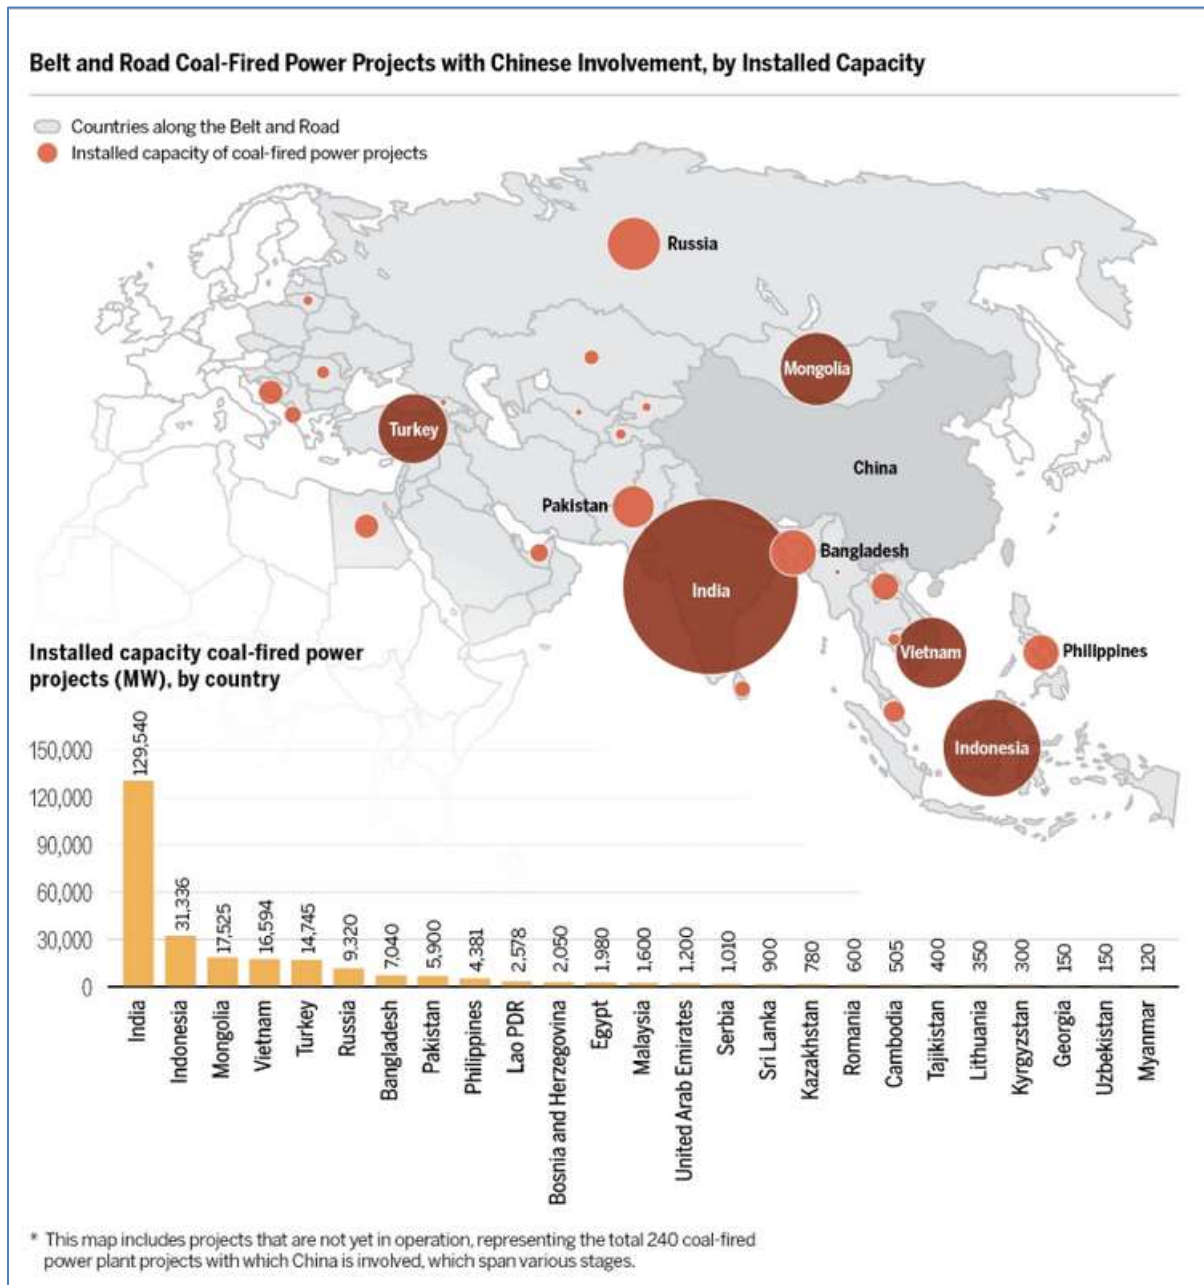 Belt and Road Coal-Fired Power Projects with Chinese Involvement, by Installed Capacity
Countries along the Belt and Road
Installed capacity of coal-fired power projects
Russia
Mongolia
Turkey
China
Pakistan
Bangladesh
India
Vietnam
Philippines
Indonesia
Installed capacity coal-fired power
projects (MW), by country
150,000
120,000
90,000
60,000
30,000
0
129,540
31,336
17,525
16,594
14,745
9,320
7,040
5,900
4,381
2,578
2,050
1,980
1,600
1,200
1,010
900
780
600
505
400
350
300
150
150
120
India
Indonesia
Mongolia
Vietnam
Turkey
Russia
Bangladesh
Pakistan
Philippines
Lao PDR
Bosnia and Herzegovina
Egypt
Malaysia
United Arab Emirates
Serbia
Sri Lanka
Kazakhstan
Romania
Cambodia
Tajikistan
Lithuania
Kyrgyzstan
Georgia
Uzbekistan
Myanmar
* This map includes projects that are not yet in operation, representing the total 240 coal-fired
power plant projects with which China is involved, which span various stages.